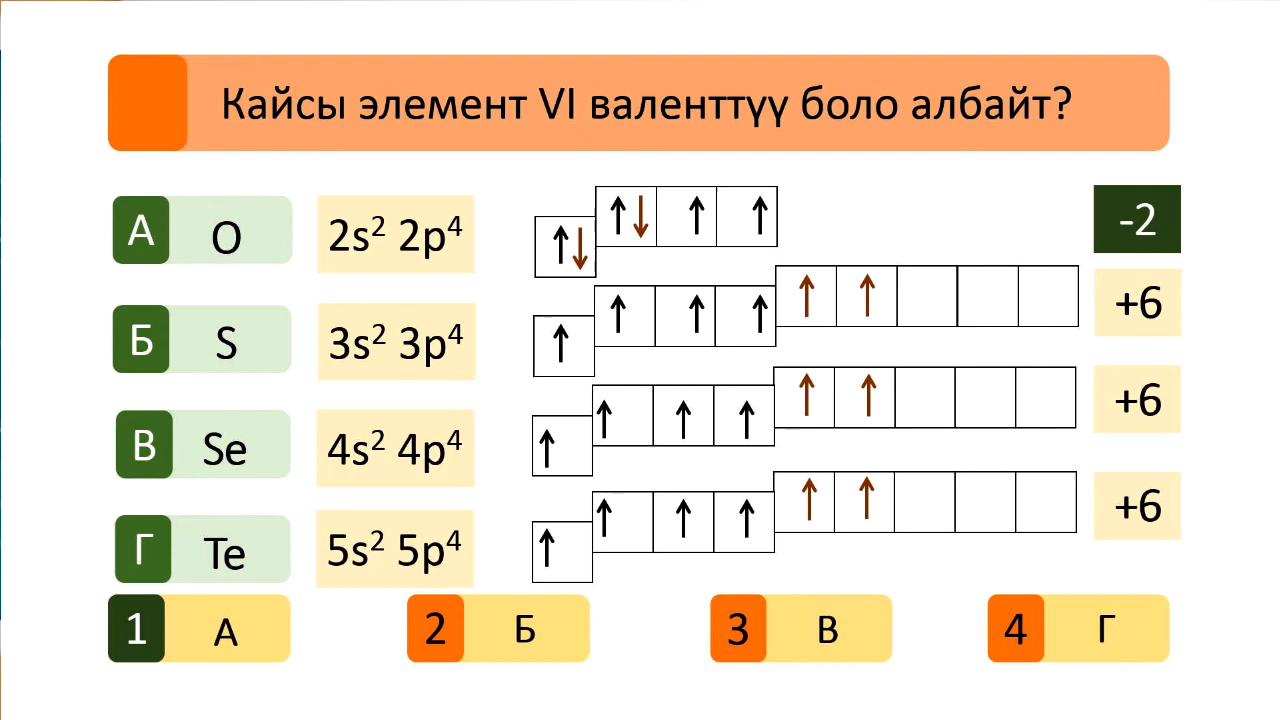 Кайсы элемент VI валенттүү боло албайт?
А O 2s² 2p⁴ -2
Б S 3s² 3p⁴ +6
В Se 4s² 4p⁴ +6
Г Te 5s² 5p⁴ +6
1 А 2 Б 3 В 4 Г